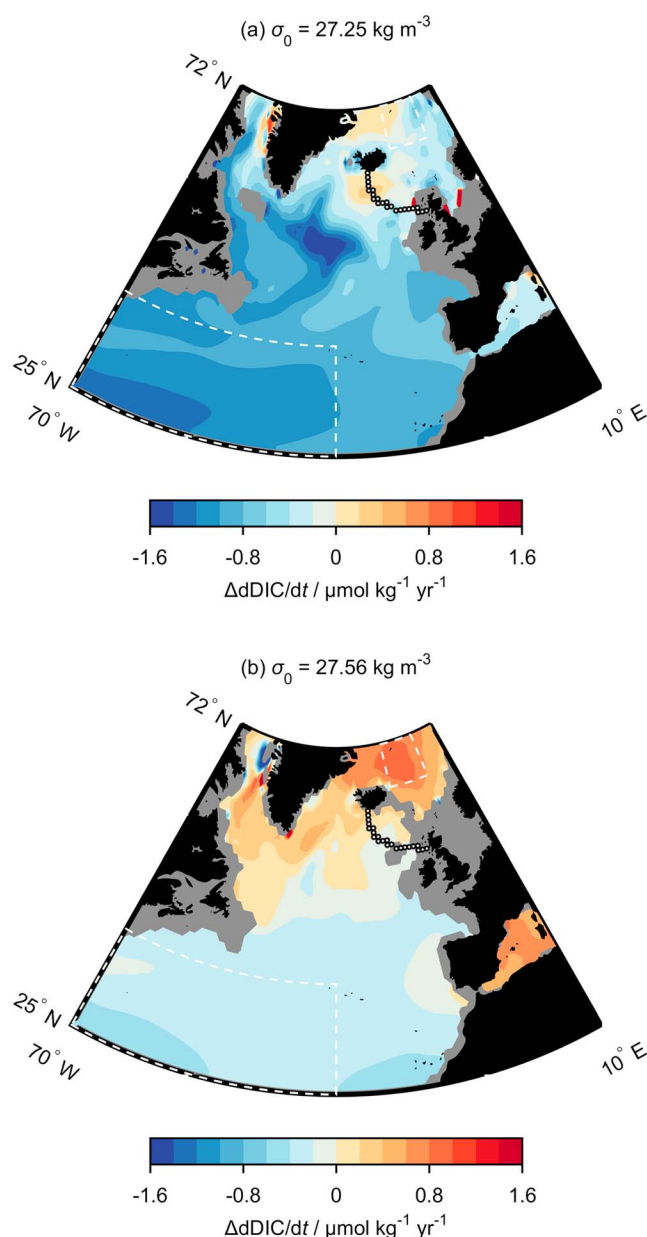 (a) σ₀ = 27.25 kg m⁻³
72° N
25° N
70° W
10° E
-1.6 -0.8 0 0.8 1.6
ΔdDIC/dt / µmol kg⁻¹ yr⁻¹
(b) σ₀ = 27.56 kg m⁻³
72° N
25° N
70° W
10° E
-1.6 -0.8 0 0.8 1.6
ΔdDIC/dt / µmol kg⁻¹ yr⁻¹